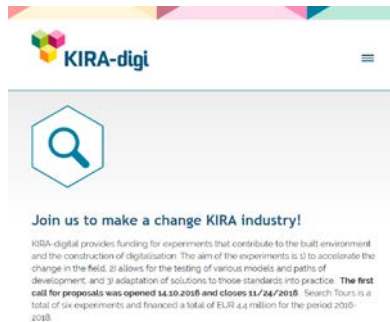 KIRA-digi
Join us to make a change KIRA industry!
KIRA-digital provides funding for experiments that contribute to the built environment
and the construction of digitalisation. The aim of the experiments is 1) to accelerate the
change in the field, 2) allows for the testing of various models and paths of
development, and 3) adaptation of solutions to those standards into practice. The first
call for proposals was opened 14.10.2016 and closes 11/24/2016. Search Tours is a
total of six experiments and financed a total of EUR 4.4 million for the period 2016-
2018.